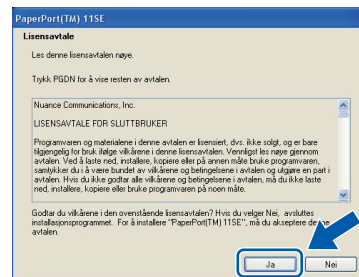 PaperPort(TM) 11SE
Lisensavtale
Les denne lisensavtalen nøye.
Trykk PGDN for å vise resten av avtalen.
Nuance Communications, Inc.
LISENSAVTALE FOR SLUTTBRUKER
Programvaren og materialene i denne avtalen er lisensiert, dvs. ikke solgt, og er bare
tilgjengelig for bruk ifølge vilkårene i denne lisensavtalen. Vennligst les nøye gjennom
avtalen. Ved å laste ned, installere, kopiere eller på annen måte bruke programvaren,
samtykker du i å være bundet av vilkårene og betingelsene i avtalen og utgjøre en part i
avtalen. Hvis du ikke godtar alle vilkårene og betingelsene i avtalen, må du ikke laste
ned, installere, kopiere eller bruke programvaren på noen måte.
Godtar du vilkårene i den ovenstående lisensavtalen? Hvis du velger Nei, avsluttes
installasjonsprogrammet. For å installere "PaperPort(TM) 11SE", må du akseptere denne
avtalen.
Ja
Nei